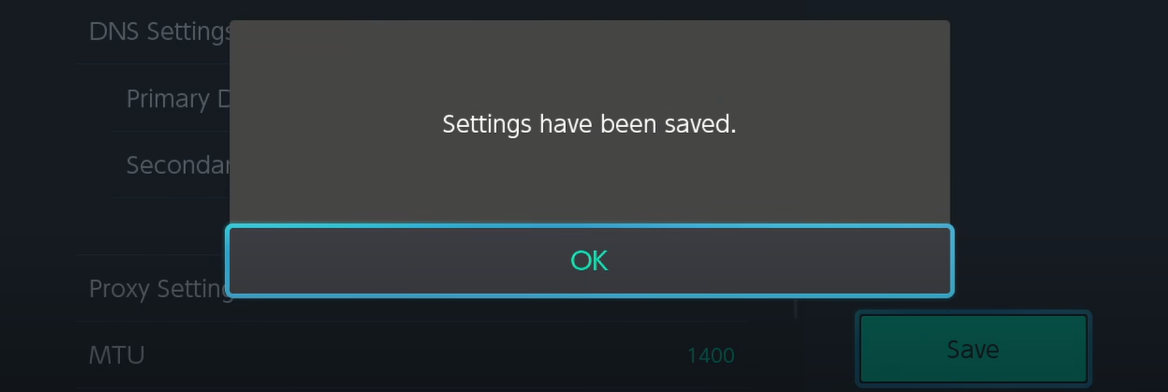 DNS Settings
Primary D
Secondar
Settings have been saved.
OK
Proxy Setting
MTU 1400
Save